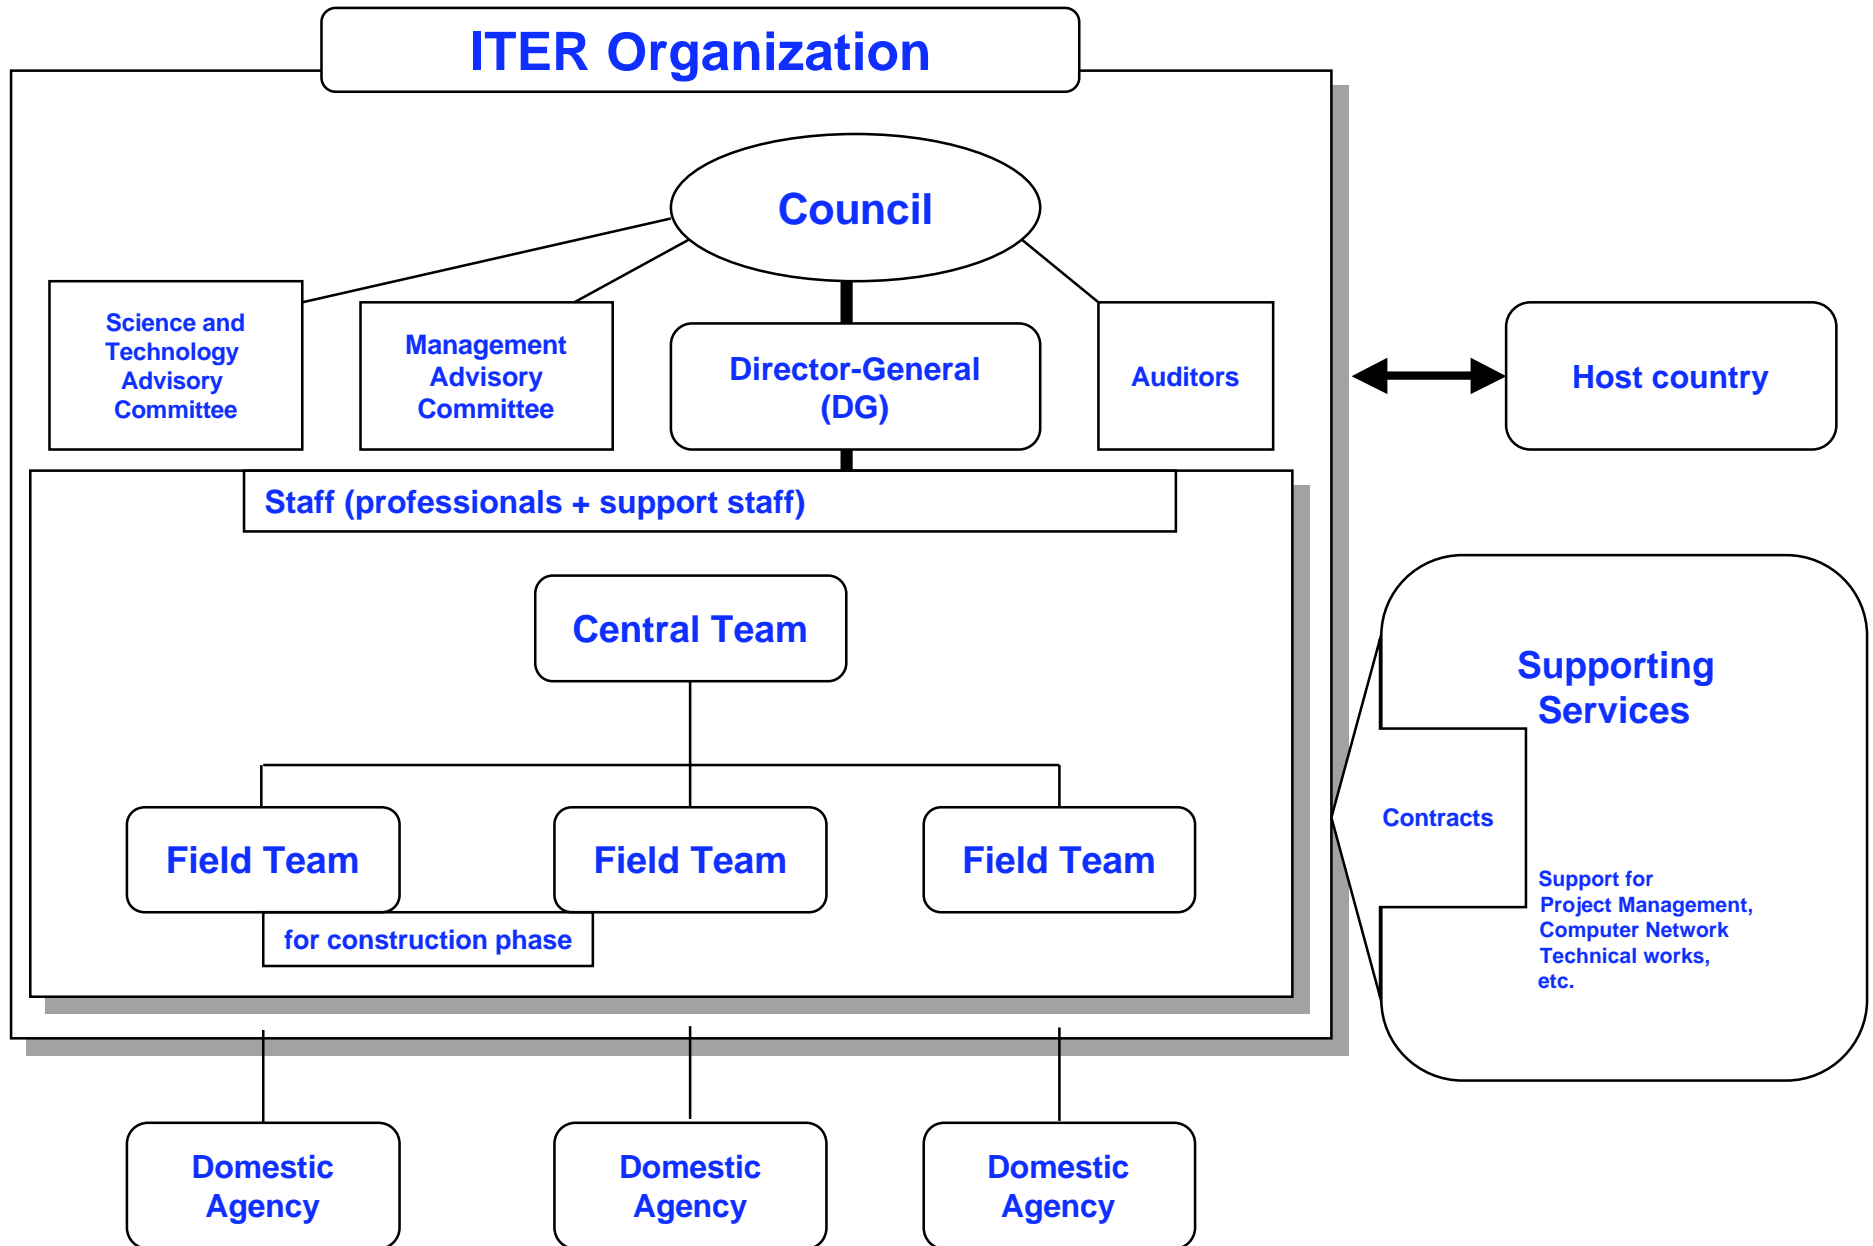 ITER Organization
Council
Science and
Technology
Advisory
Committee
Management
Advisory
Committee
Director-General
(DG)
Auditors
Host country
Staff (professionals + support staff)
Central Team
Supporting
Services
Contracts
Field Team
Field Team
Field Team
Support for
Project Management,
Computer Network
Technical works,
etc.
for construction phase
Domestic
Agency
Domestic
Agency
Domestic
Agency